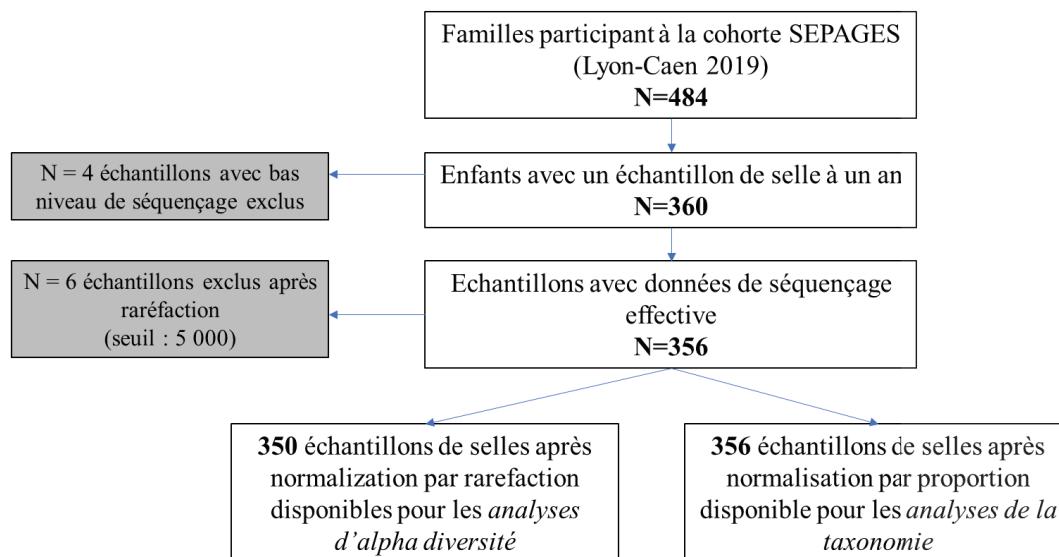 Familles participant à la cohorte SEPAGES
(Lyon-Caen 2019)
N=484
N = 4 échantillons avec bas
niveau de séquençage exclus
Enfants avec un échantillon de selle à un an
N=360
N = 6 échantillons exclus après
raréfaction
(seuil : 5 000)
Echantillons avec données de séquençage
effective
N=356
350 échantillons de selles après
normalization par rarefaction
disponibles pour les analyses
d'alpha diversité
356 échantillons de selles après
normalisation par proportion
disponible pour les analyses de la
taxonomie